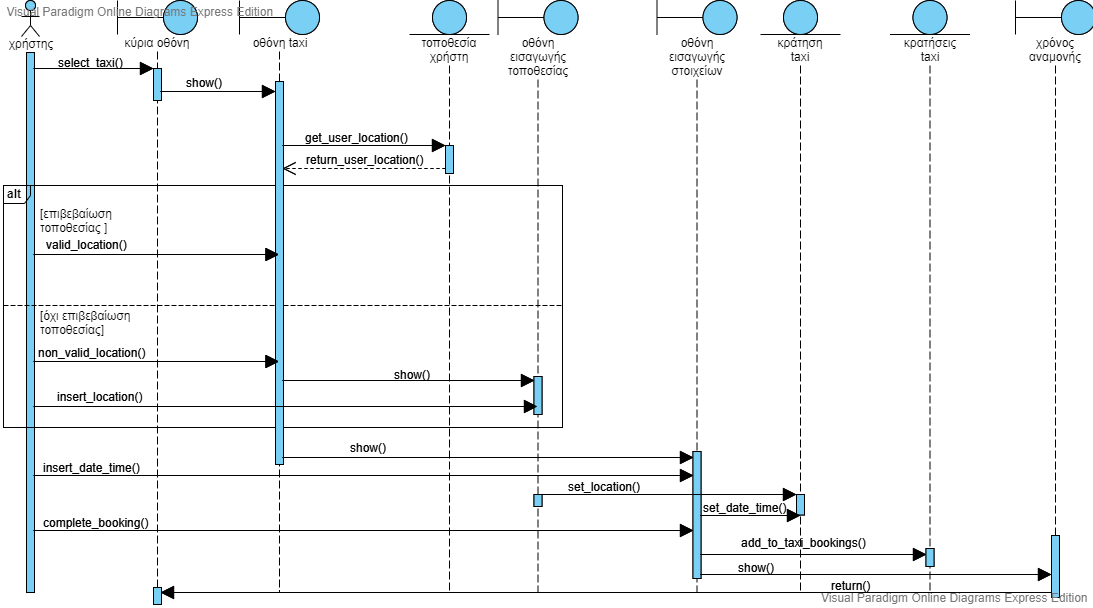 Visual Paradigm Online Diagrams Express Edition
χρήστης
κύρια οθόνη
οθόνη taxi
τοποθεσία
χρήστη
οθόνη
εισαγωγής
τοποθεσίας
οθόνη
εισαγωγής
στοιχείων
κράτηση
taxi
κρατήσεις
taxi
χρόνος
αναμονής
select_taxi()
show()
get_user_location()
return_user_location()
alt
[επιβεβαίωση
τοποθεσίας ]
valid_location()
[όχι επιβεβαίωση
τοποθεσίας]
non_valid_location()
show()
insert_location()
show()
insert_date_time()
set_location()
set_date_time()
complete_booking()
add_to_taxi_bookings()
show()
return()
Visual Paradigm Online Diagrams Express Edition